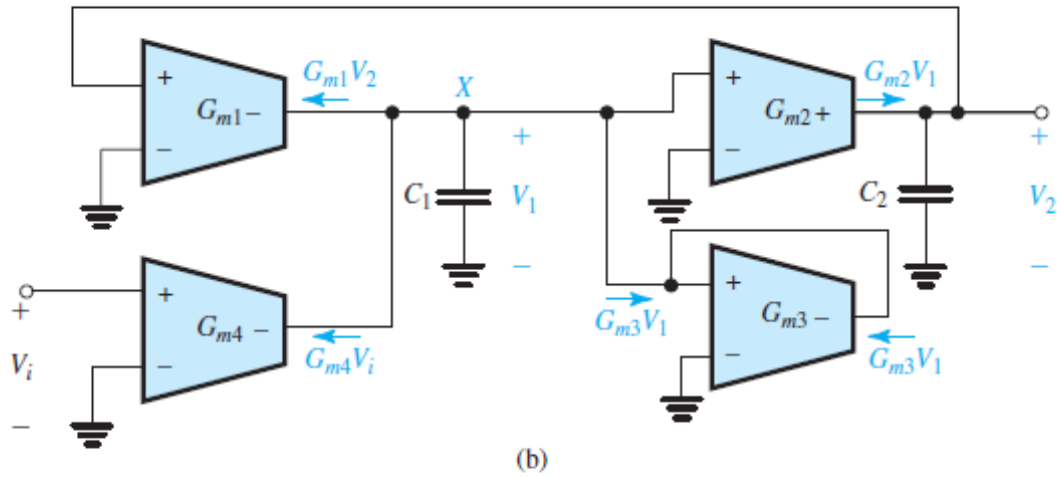 +
G_{m1} −
−
G_{m1}V_2
X
+
G_{m2} +
−
G_{m2}V_1
+
V_1
−
C_1
C_2
+
V_2
−
+
V_i
−
+
G_{m4} −
−
G_{m4}V_i
G_{m3}V_1
+
G_{m3} −
−
G_{m3}V_1
(b)